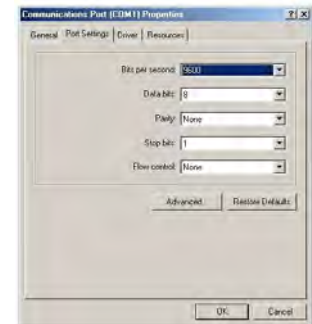 Communications Port (COM1) Properties ? X
General Port Settings Driver Resources
Bits per second: 9600
Data bits: 8
Parity: None
Stop bits: 1
Flow control: None
Advanced Restore Defaults
OK Cancel